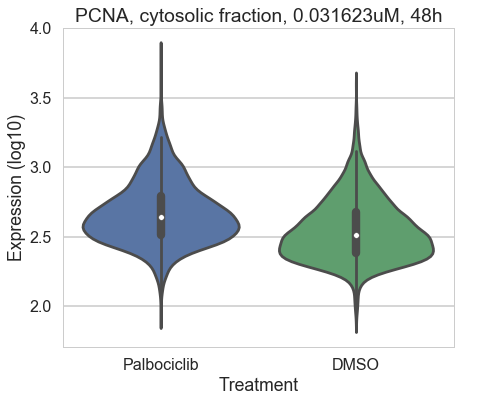 PCNA, cytosolic fraction, 0.031623uM, 48h
4.0
3.5
3.0
2.5
2.0
Expression (log10)
Palbociclib DMSO
Treatment